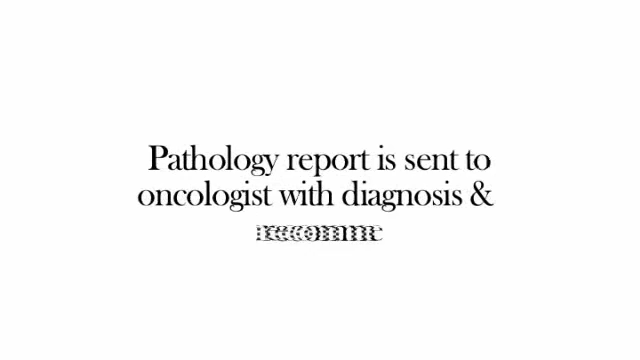 Pathology report is sent to
oncologist with diagnosis &